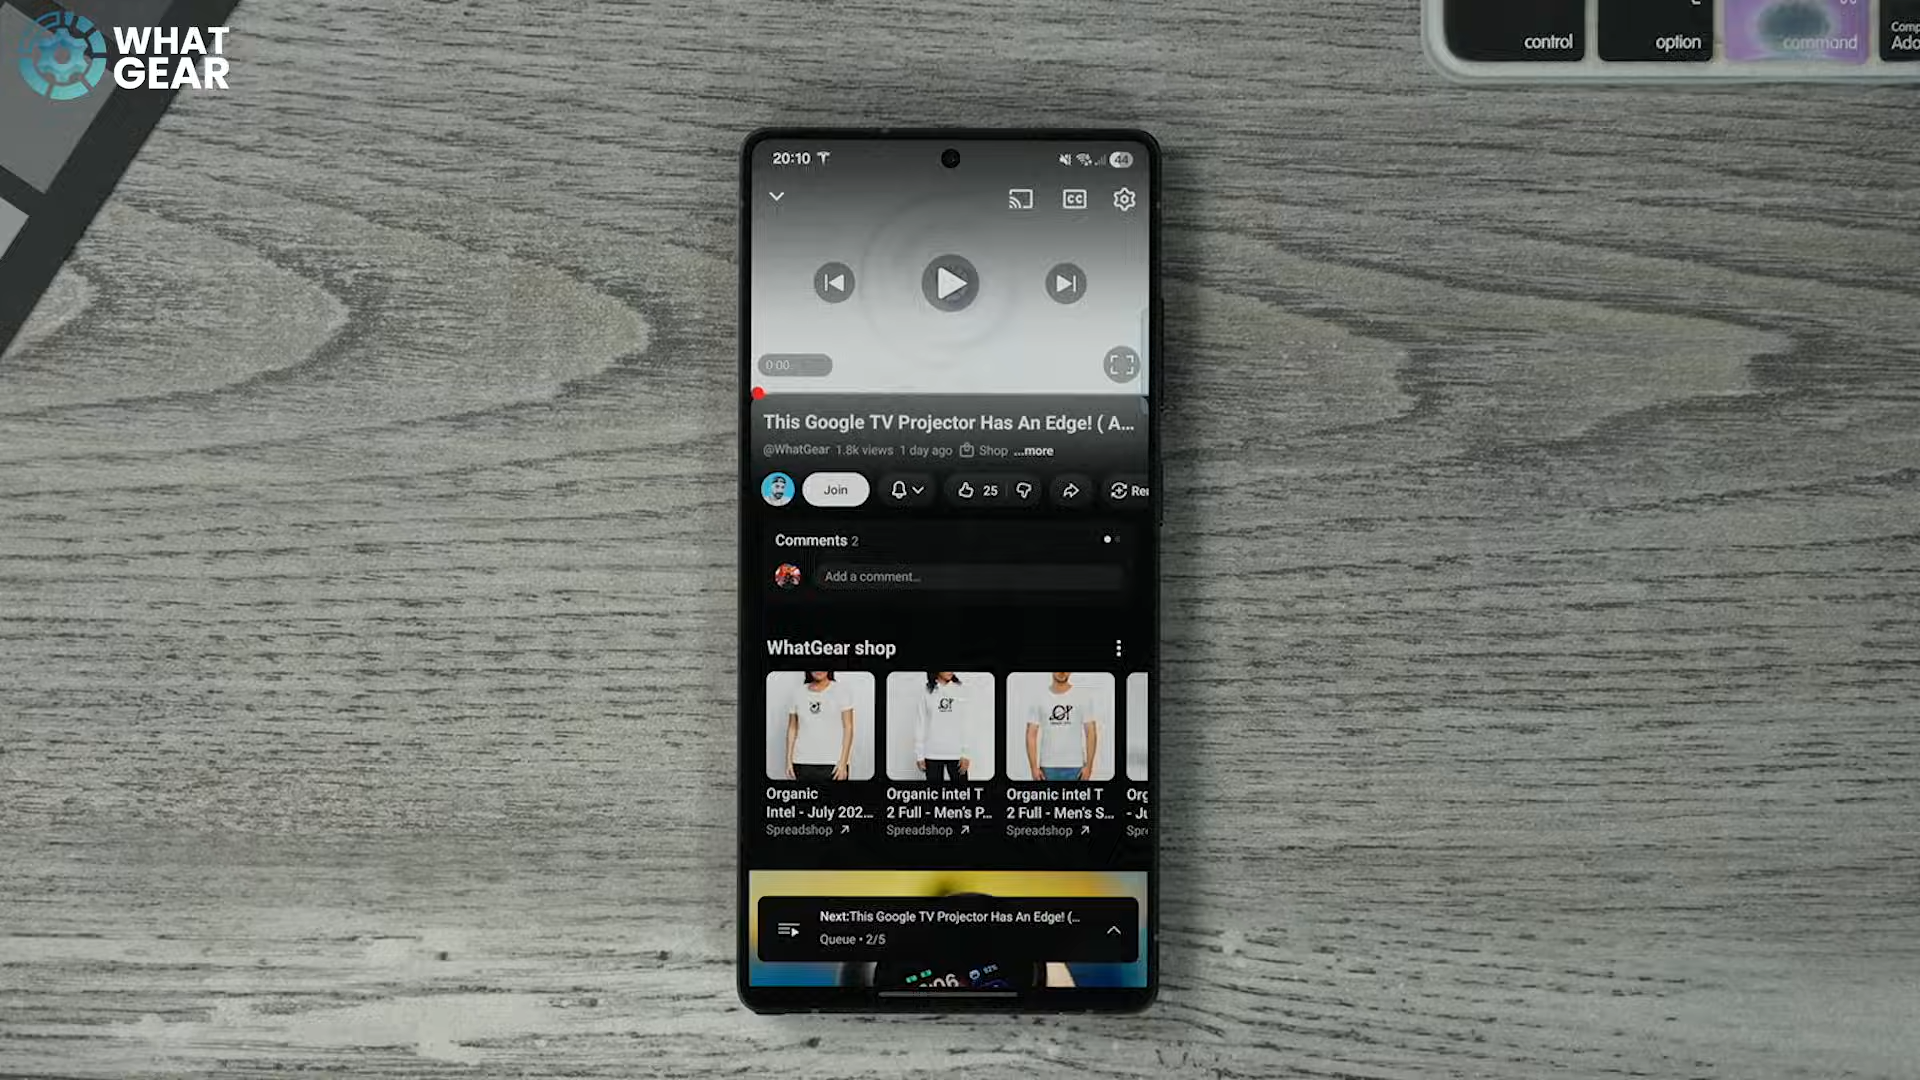 WHAT
GEAR
control
option
command
20:10
44
CC
0:00
This Google TV Projector Has An Edge! ( A...
@WhatGear 1.8k views 1 day ago Shop ...more
Join
25
Comments 2
Add a comment...
WhatGear shop
Organic
Intel - July 202...
Spreadshop
Organic intel T
2 Full - Men's P...
Spreadshop
Organic intel T
2 Full - Men's S...
Spreadshop
Next:This Google TV Projector Has An Edge! (...
Queue • 2/5